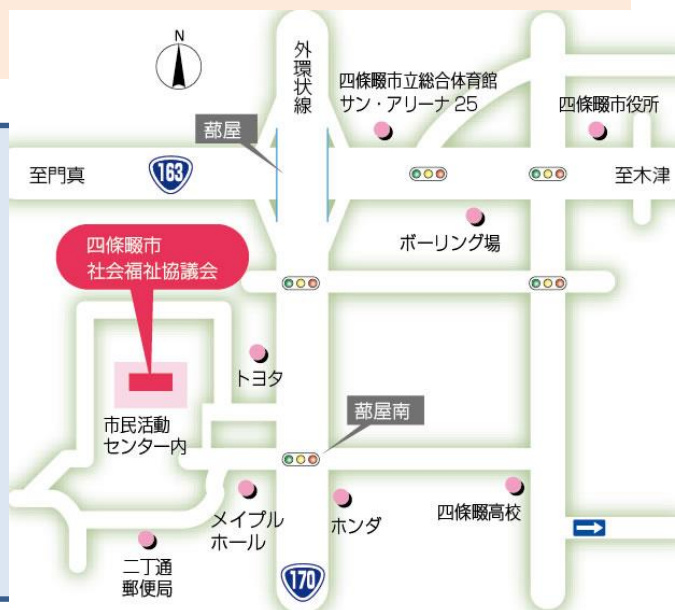 N
外環状線
四條畷市立総合体育館
サン・アリーナ 25
四條畷市役所
蔀屋
至門真
163
至木津
四條畷市
社会福祉協議会
ボーリング場
トヨタ
蔀屋南
市民活動
センター内
メイプル
ホール
ホンダ
四條畷高校
二丁通
郵便局
170